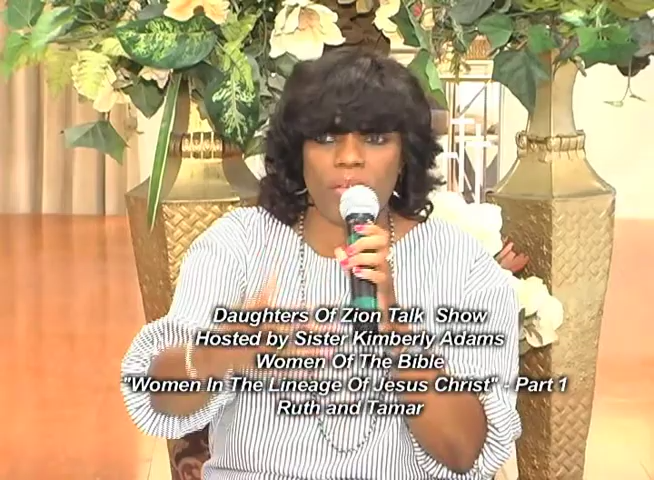 Daughters Of Zion Talk Show
Hosted by Sister Kimberly Adams
Women Of The Bible
"Women In The Lineage Of Jesus Christ" - Part 1
Ruth and Tamar